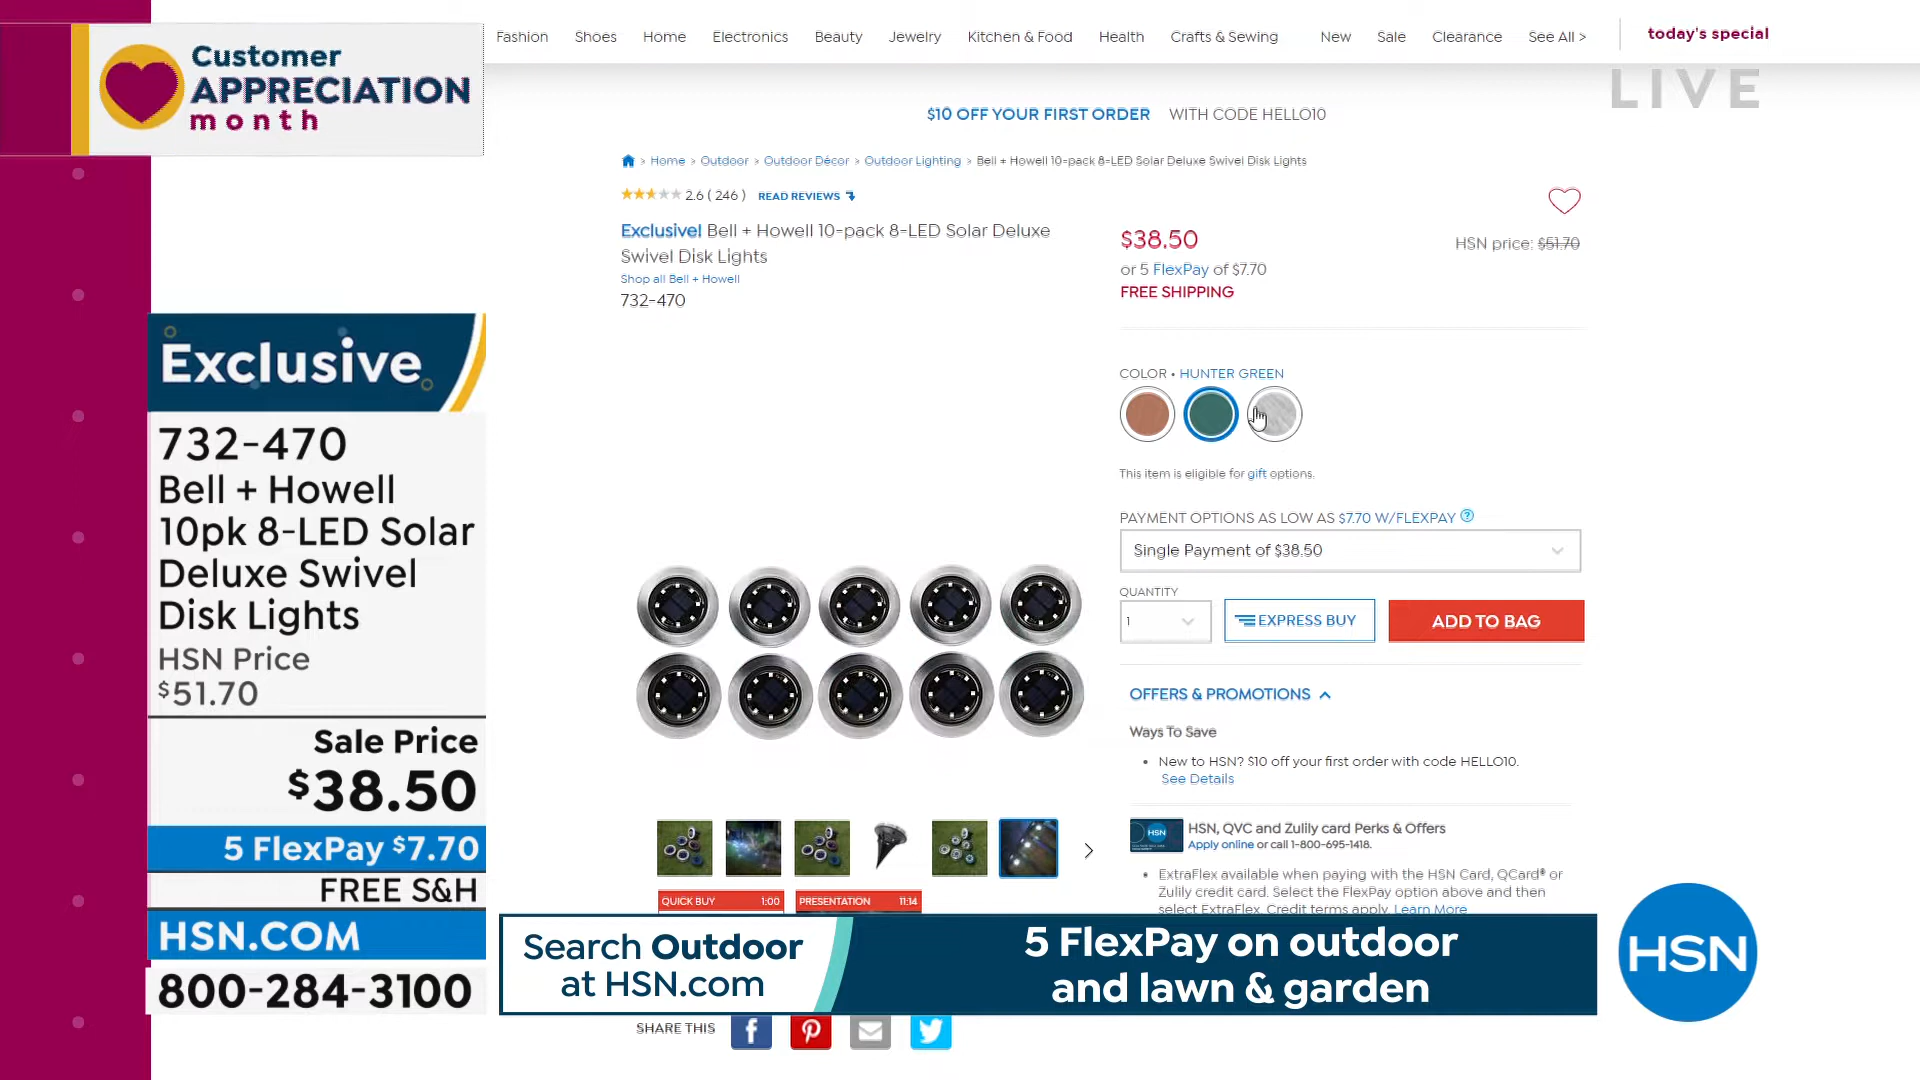 Customer
APPRECIATION
month
Fashion Shoes Home Electronics Beauty Jewelry Kitchen & Food Health Crafts & Sewing New Sale Clearance See All > today's special
LIVE
$10 OFF YOUR FIRST ORDER WITH CODE HELLO10
> Home > Outdoor > Outdoor Décor > Outdoor Lighting > Bell + Howell 10-pack 8-LED Solar Deluxe Swivel Disk Lights
2.6 ( 246 ) READ REVIEWS
Exclusive! Bell + Howell 10-pack 8-LED Solar Deluxe
Swivel Disk Lights
Shop all Bell + Howell
732-470
$38.50
HSN price: $51.70
or 5 FlexPay of $7.70
FREE SHIPPING
COLOR • HUNTER GREEN
This item is eligible for gift options.
PAYMENT OPTIONS AS LOW AS $7.70 W/FLEXPAY ?
Single Payment of $38.50
QUANTITY
1
EXPRESS BUY
ADD TO BAG
OFFERS & PROMOTIONS
Ways To Save
• New to HSN? $10 off your first order with code HELLO10.
See Details
HSN
HSN, QVC and Zulily card Perks & Offers
Apply online or call 1-800-695-1418.
• ExtraFlex available when paying with the HSN Card, QCard® or
Zulily credit card. Select the FlexPay option above and then
select ExtraFlex. Credit terms apply. Learn More
QUICK BUY 1:00
PRESENTATION 11:14
Exclusive
732-470
Bell + Howell
10pk 8-LED Solar
Deluxe Swivel
Disk Lights
HSN Price
$51.70
Sale Price
$38.50
5 FlexPay $7.70
FREE S&H
HSN.COM
800-284-3100
Search Outdoor
at HSN.com
5 FlexPay on outdoor
and lawn & garden
HSN
SHARE THIS